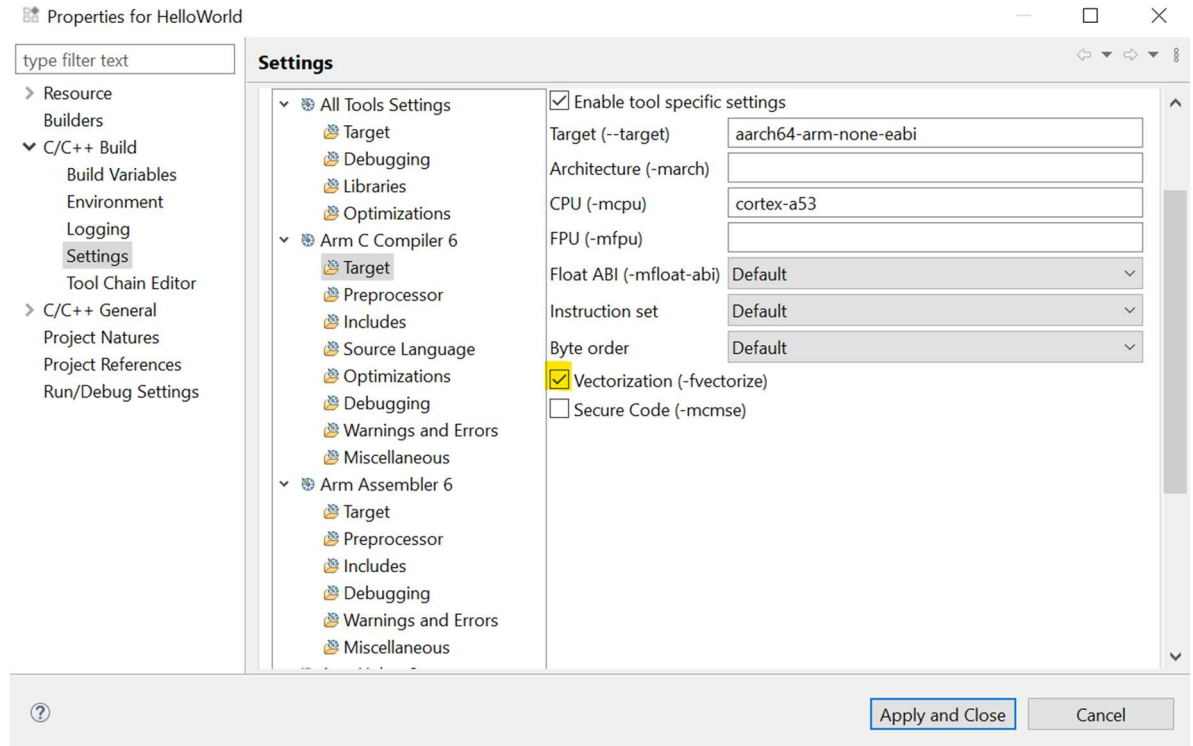 Properties for HelloWorld
type filter text
Resource
Builders
C/C++ Build
Build Variables
Environment
Logging
Settings
Tool Chain Editor
C/C++ General
Project Natures
Project References
Run/Debug Settings
Settings
All Tools Settings
Target
Debugging
Libraries
Optimizations
Arm C Compiler 6
Target
Preprocessor
Includes
Source Language
Optimizations
Debugging
Warnings and Errors
Miscellaneous
Arm Assembler 6
Target
Preprocessor
Includes
Debugging
Warnings and Errors
Miscellaneous
Enable tool specific settings
Target (--target) aarch64-arm-none-eabi
Architecture (-march)
CPU (-mcpu) cortex-a53
FPU (-mfpu)
Float ABI (-mfloat-abi) Default
Instruction set Default
Byte order Default
Vectorization (-fvectorize)
Secure Code (-mcmse)
?
Apply and Close
Cancel